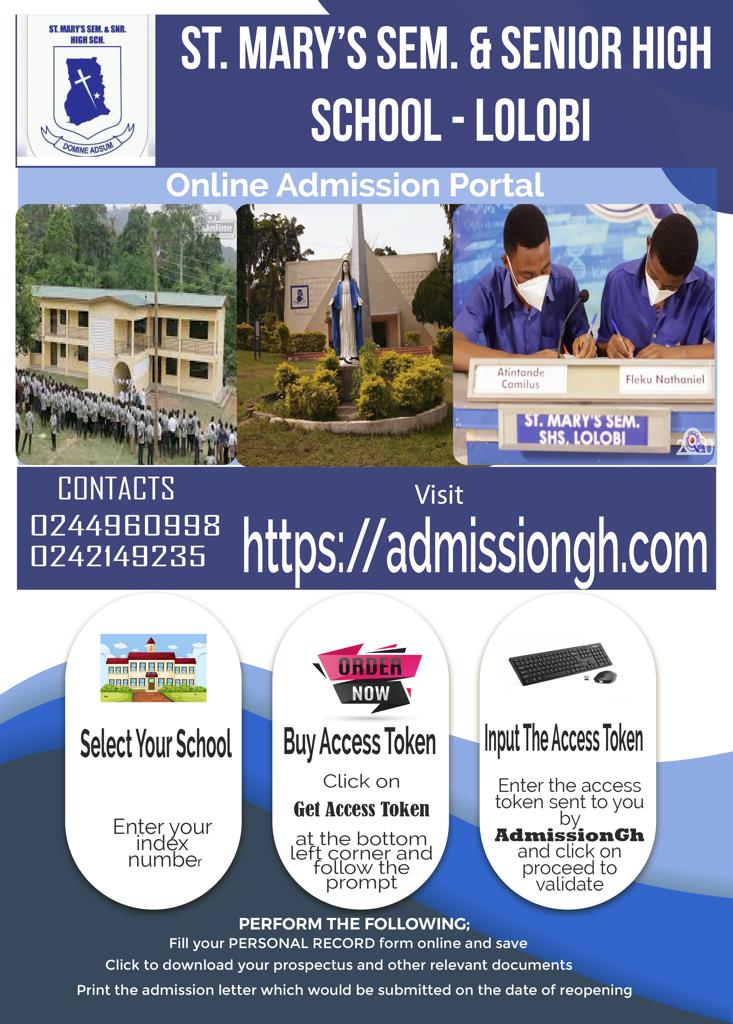 ST. MARY'S SEM. & SNR.
HIGH SCH.
DOMINE ADSUM
ST. MARY'S SEM. & SENIOR HIGH
SCHOOL - LOLOBI
Online Admission Portal
Online
Atintande
Camilus
Fleku Nathaniel
ST. MARY'S SEM.
SHS, LOLOBI
CONTACTS
0244960998
0242149235
Visit
https://admissiongh.com
Select Your School
Enter your
index
number
ORDER
NOW
Buy Access Token
Click on
Get Access Token
at the bottom
left corner and
follow the
prompt
Input The Access Token
Enter the access
token sent to you
by
AdmissionGh
and click on
proceed to
validate
PERFORM THE FOLLOWING;
Fill your PERSONAL RECORD form online and save
Click to download your prospectus and other relevant documents
Print the admission letter which would be submitted on the date of reopening